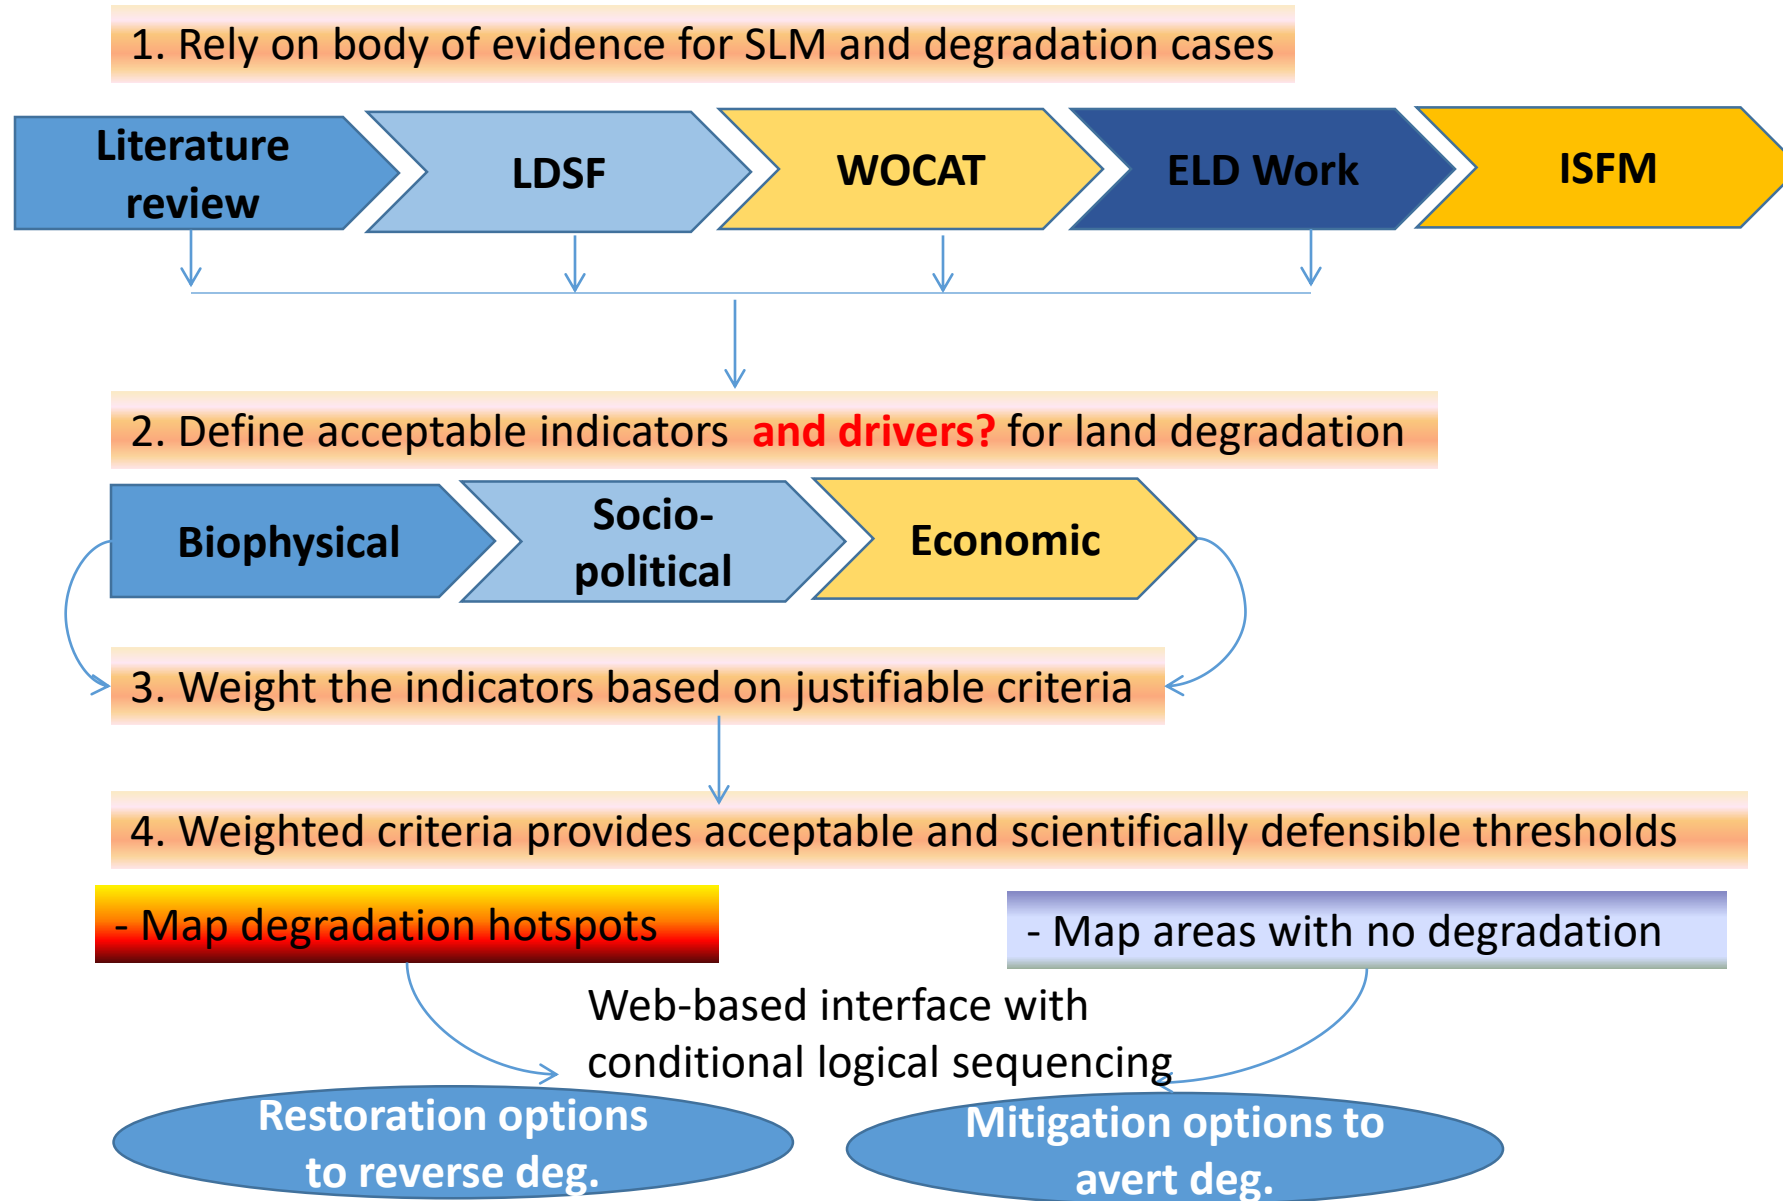 1. Rely on body of evidence for SLM and degradation cases
Literature
review
LDSF
WOCAT
ELD Work
ISFM
2. Define acceptable indicators and drivers? for land degradation
Biophysical
Socio-
political
Economic
3. Weight the indicators based on justifiable criteria
4. Weighted criteria provides acceptable and scientifically defensible thresholds
- Map degradation hotspots
- Map areas with no degradation
Web-based interface with
conditional logical sequencing
Restoration options
to reverse deg.
Mitigation options to
avert deg.